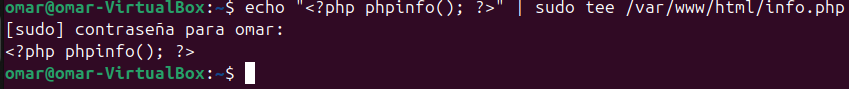 omar@omar-VirtualBox:~$ echo "<?php phpinfo(); ?>" | sudo tee /var/www/html/info.php
[sudo] contraseña para omar:
<?php phpinfo(); ?>
omar@omar-VirtualBox:~$